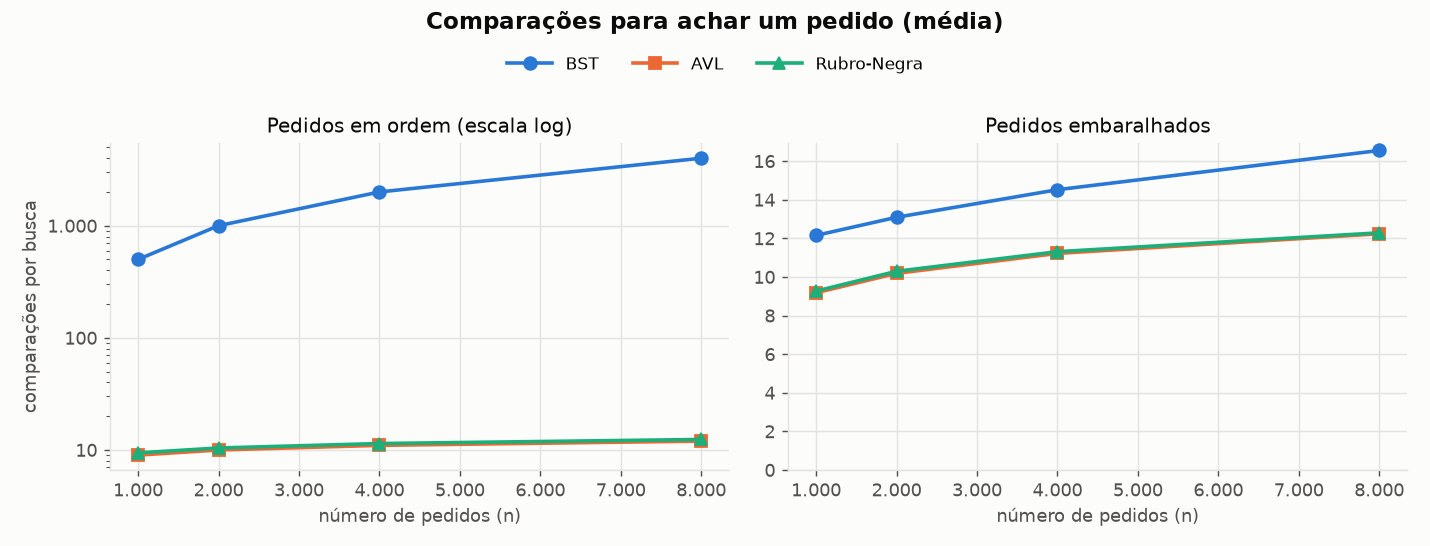 Comparações para achar um pedido (média)
BST AVL Rubro-Negra
Pedidos em ordem (escala log)
comparações por busca
1.000
100
10
1.000 2.000 3.000 4.000 5.000 6.000 7.000 8.000
número de pedidos (n)
Pedidos embaralhados
16
14
12
10
8
6
4
2
0
1.000 2.000 3.000 4.000 5.000 6.000 7.000 8.000
número de pedidos (n)